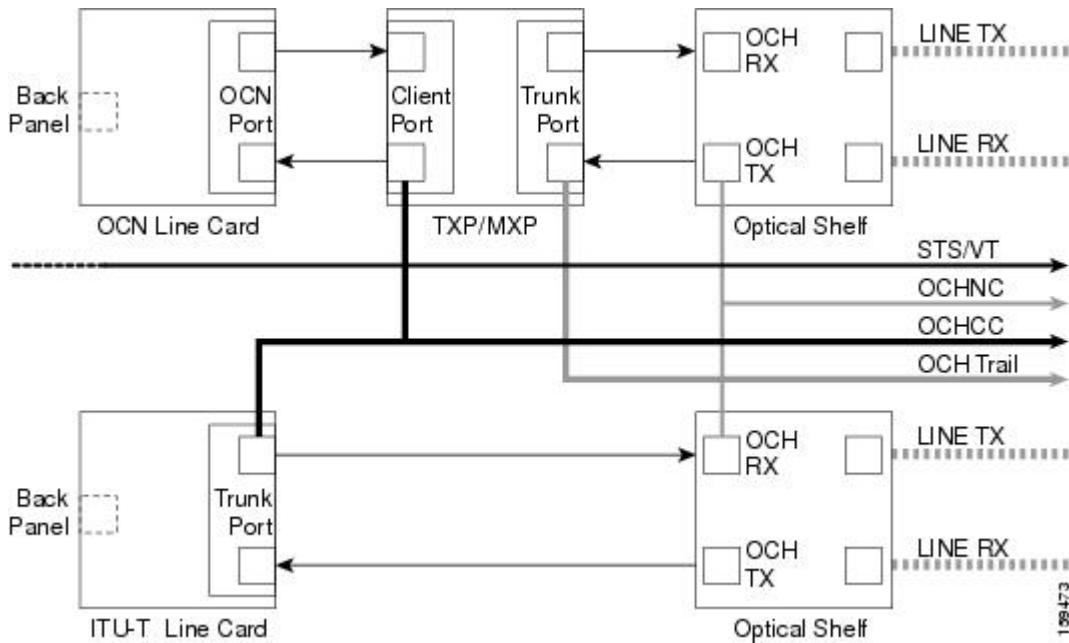 OCH
RX
LINE TX
Back
Panel
OCN
Port
Client
Port
Trunk
Port
OCH
TX
LINE RX
OCN Line Card
TXP/MXP
Optical Shelf
STS/VT
OCHNC
OCHCC
OCH Trail
OCH
RX
LINE TX
Back
Panel
Trunk
Port
OCH
TX
LINE RX
ITU-T Line Card
Optical Shelf
159473